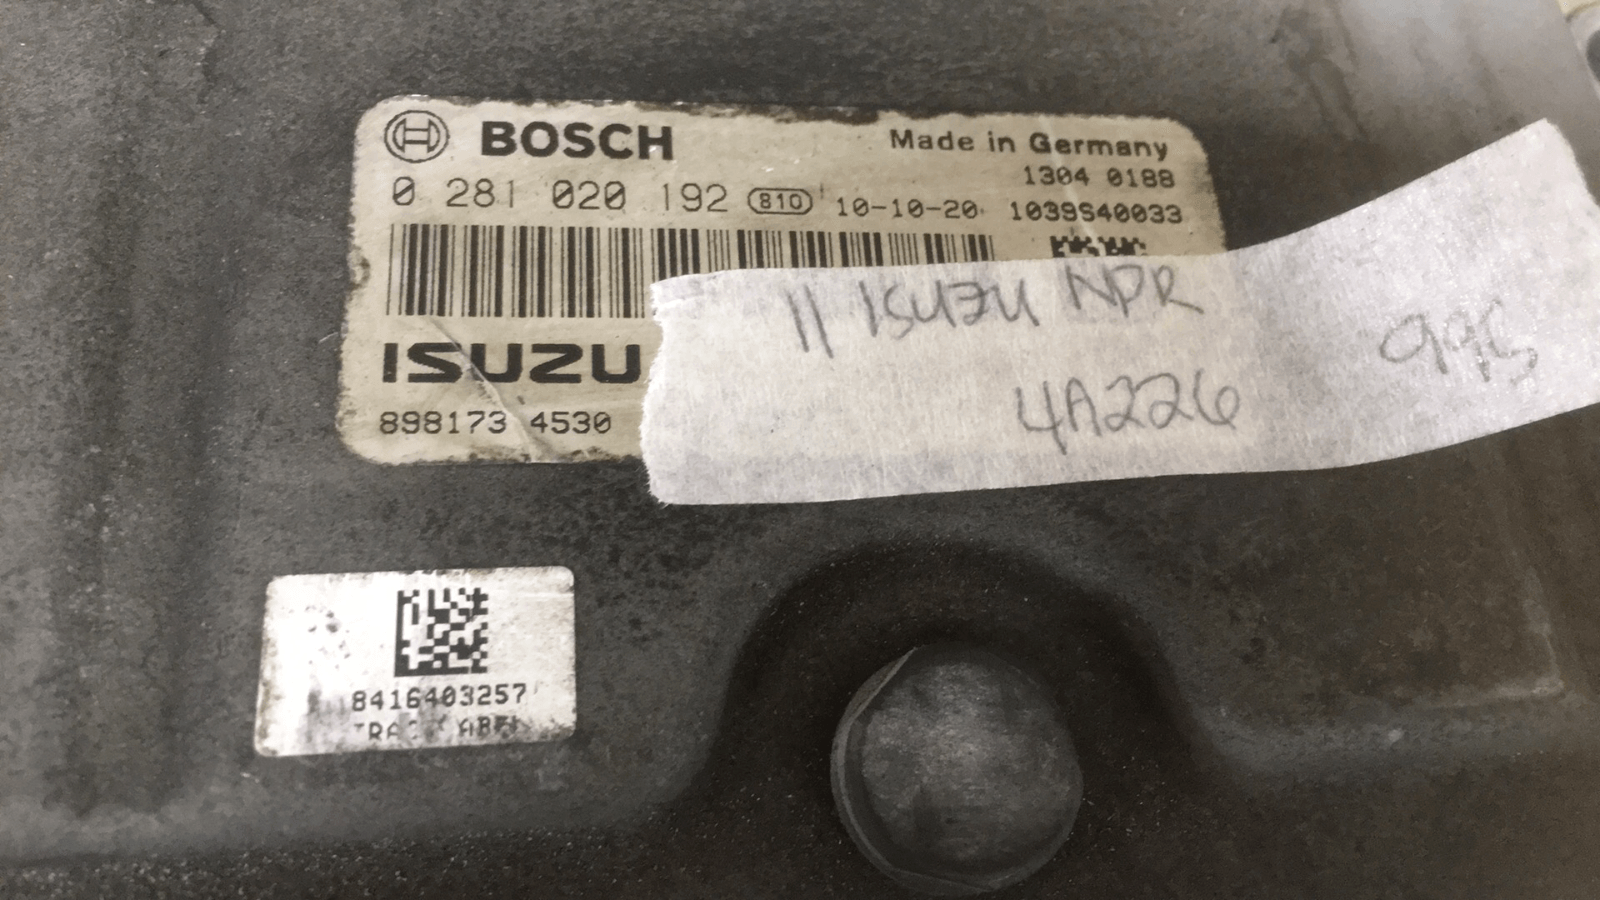 BOSCH
Made in Germany
1304 0188
0 281 020 192 810 10-10-20 1039S40033
ISUZU
898173 4530
11 ISUZU NPR
995
4A226
8416403257